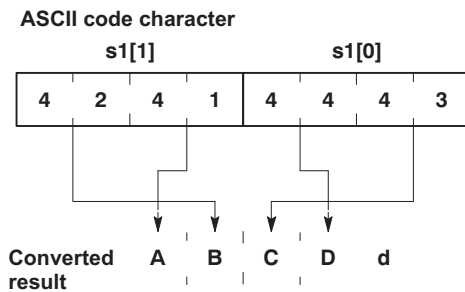 ASCII code character
s1[1] s1[0]
4 2 4 1 4 4 4 3
Converted A B C D d
result